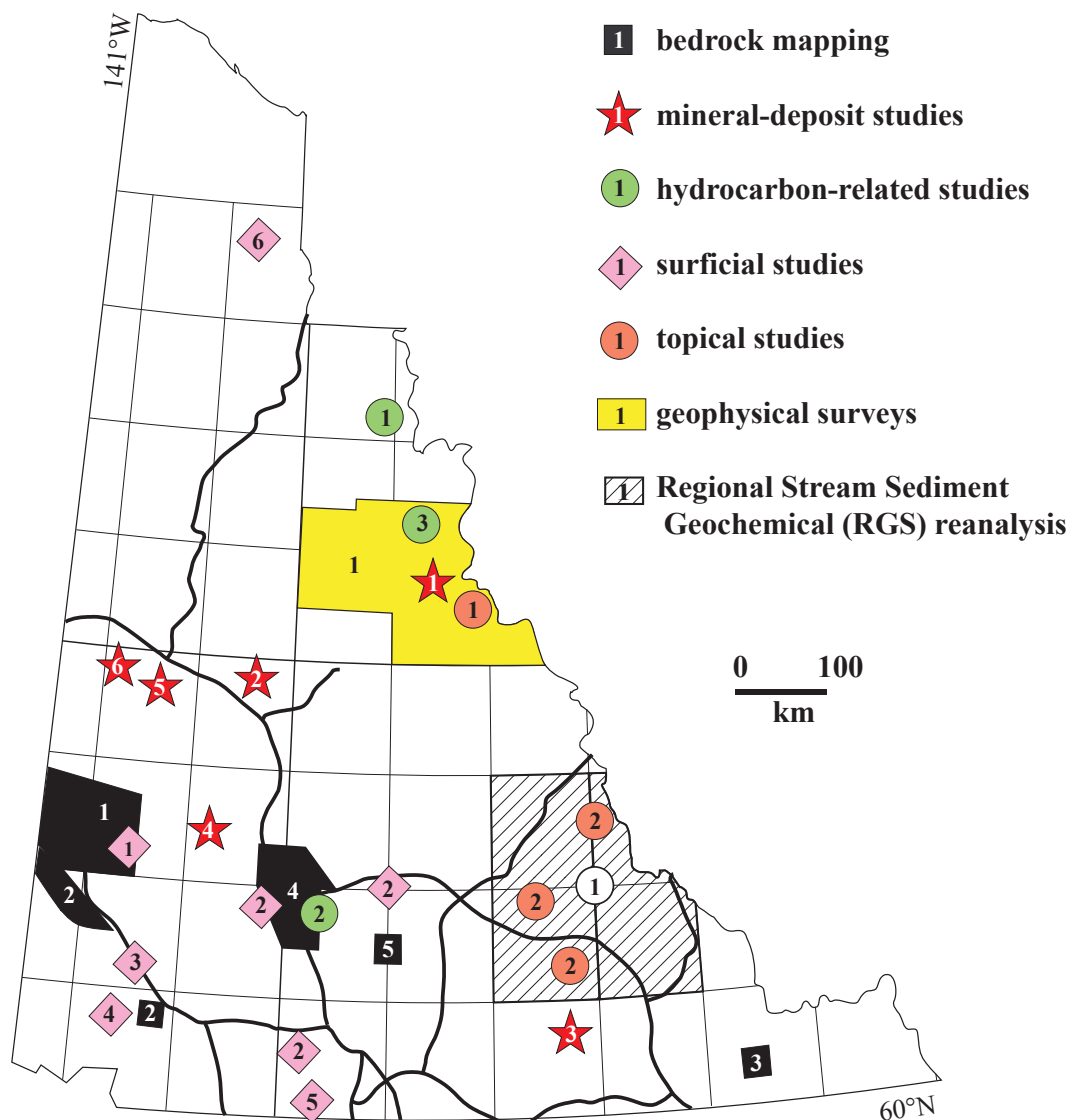 141°W
1 bedrock mapping
1 mineral-deposit studies
1 hydrocarbon-related studies
1 surficial studies
1 topical studies
1 geophysical surveys
1 Regional Stream Sediment
Geochemical (RGS) reanalysis
6
1
3
1
1
1
0 100
km
6
5
2
1
1
4
2
2
4
2
2
2
1
2
5
3
2
4
2
3
2
3
5
60°N